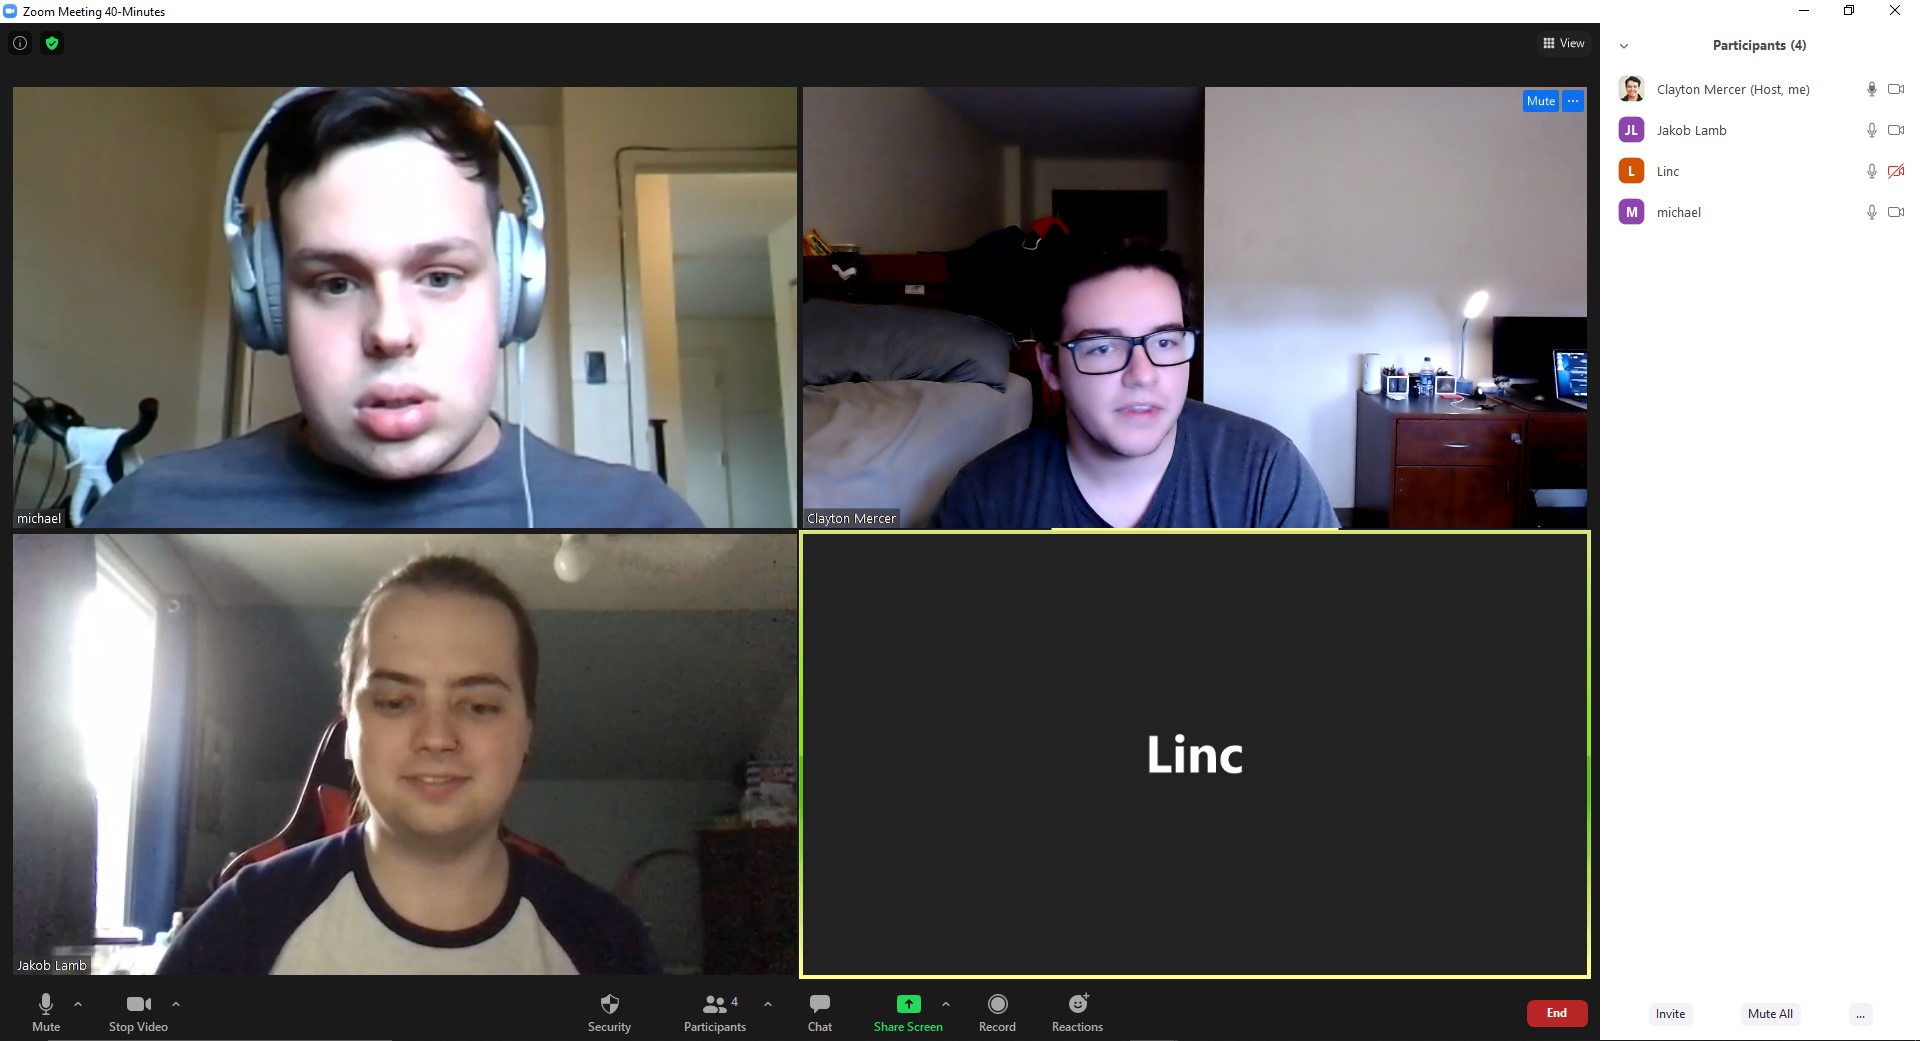 Zoom Meeting 40-Minutes
View
Mute
...
michael
Clayton Mercer
Jakob Lamb
Linc
Participants (4)
Clayton Mercer (Host, me)
JL Jakob Lamb
L Linc
M michael
Mute
Stop Video
Security
4
Participants
Chat
Share Screen
Record
Reactions
End
Invite
Mute All
...